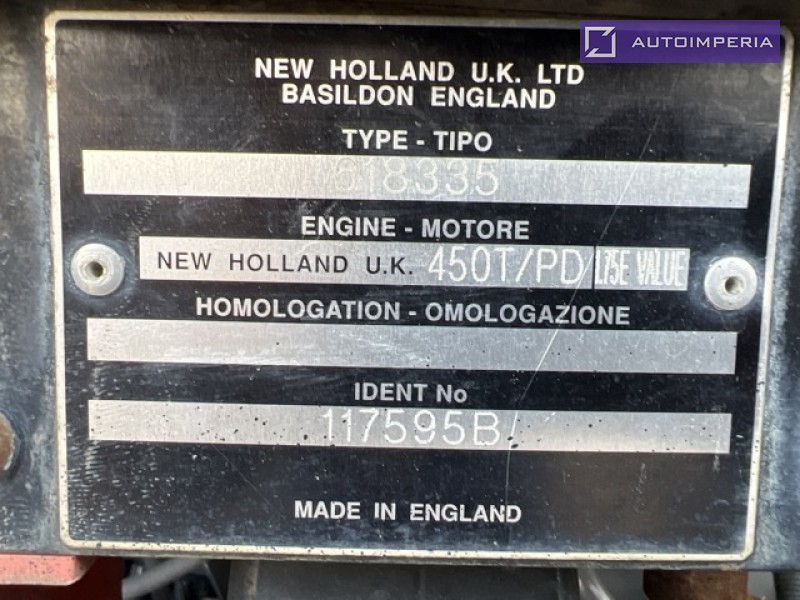 AUTOIMPERIA
NEW HOLLAND U.K. LTD
BASILDON ENGLAND
TYPE - TIPO
618335
ENGINE - MOTORE
NEW HOLLAND U.K. 450T/PD L75E VALUE
HOMOLOGATION - OMOLOGAZIONE
IDENT No
117595B
MADE IN ENGLAND